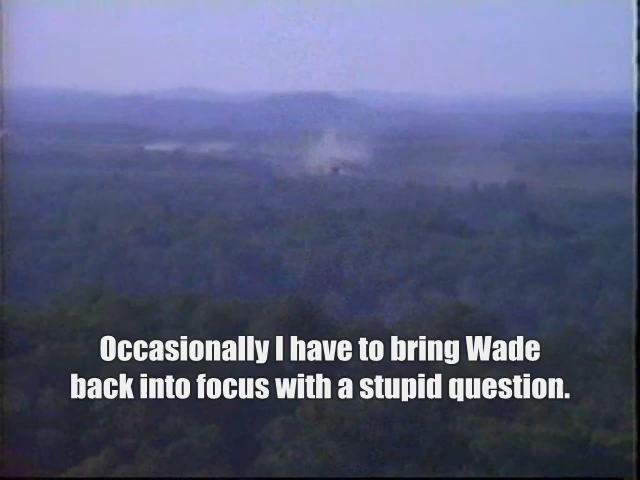 Occasionally I have to bring Wade
back into focus with a stupid question.